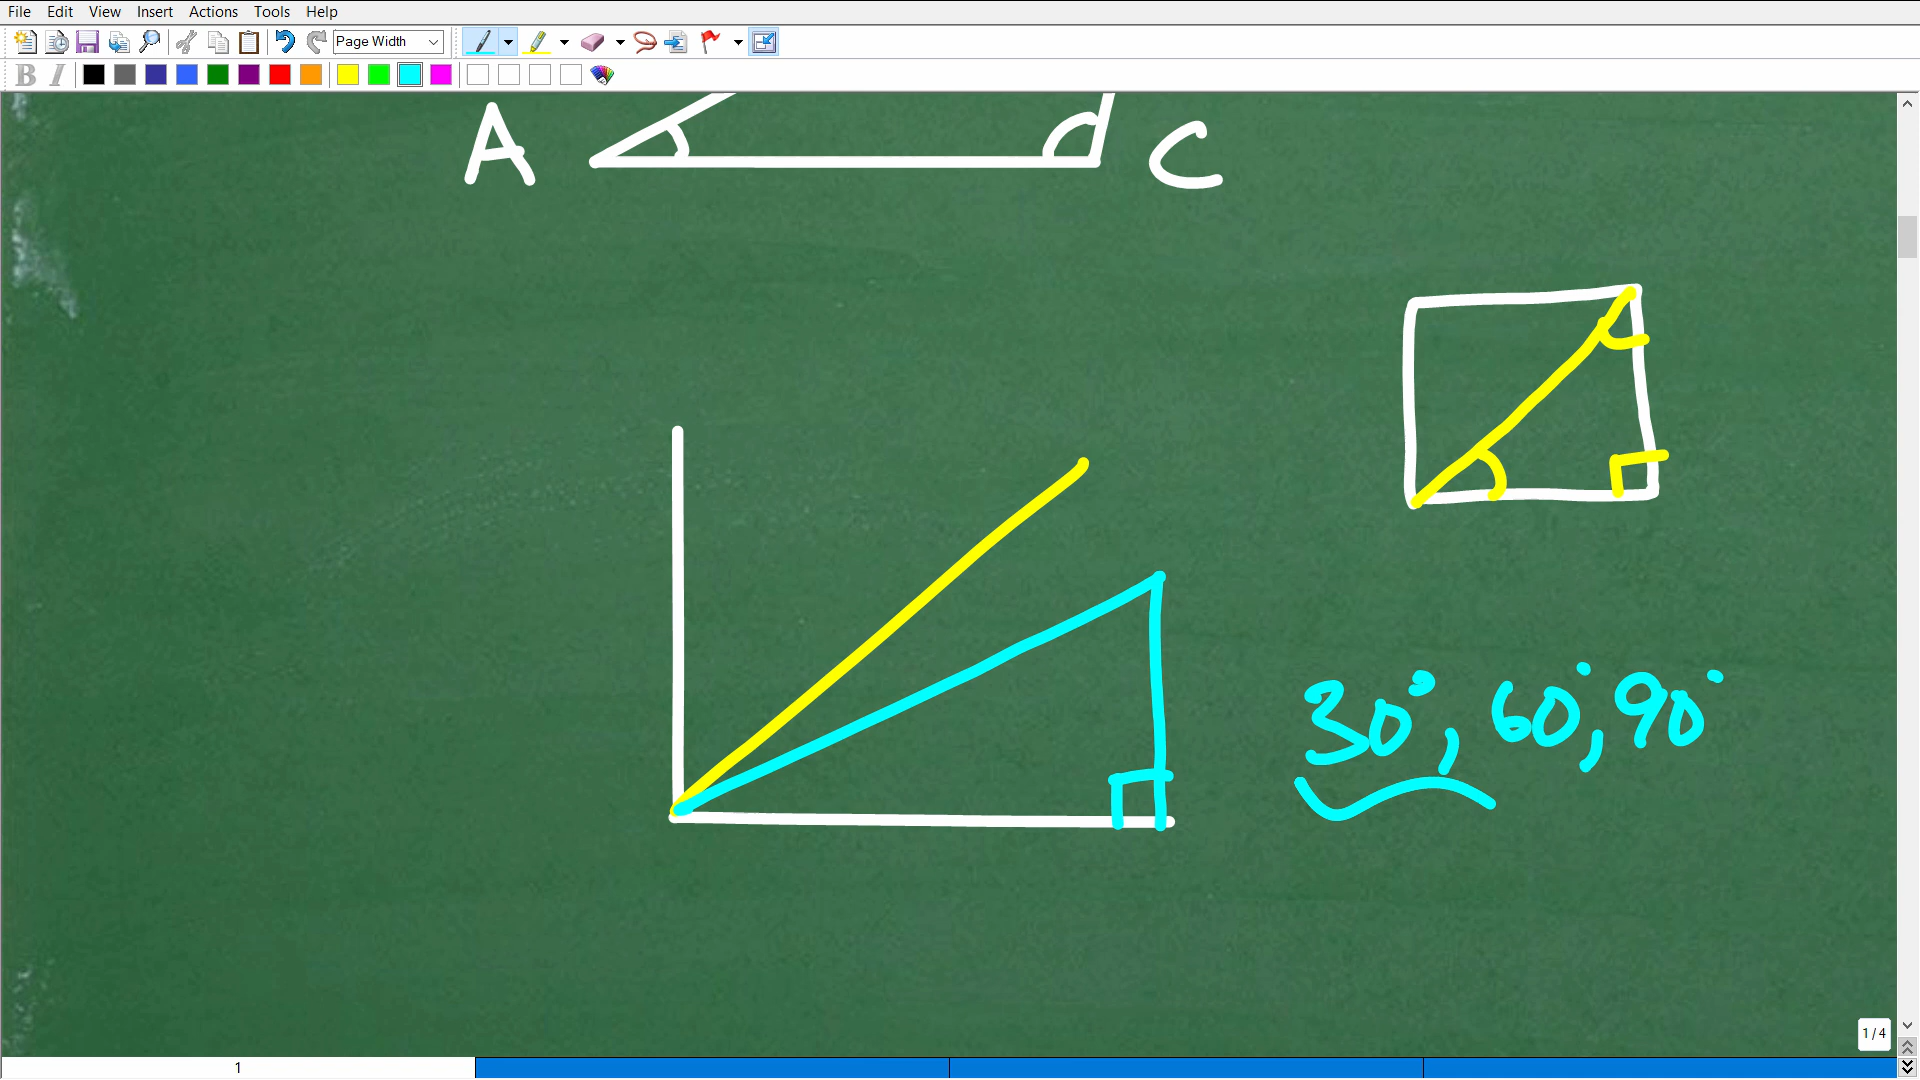 File Edit View Insert Actions Tools Help
Page Width
B I
A C
30°, 60°, 90°
1 / 4
1